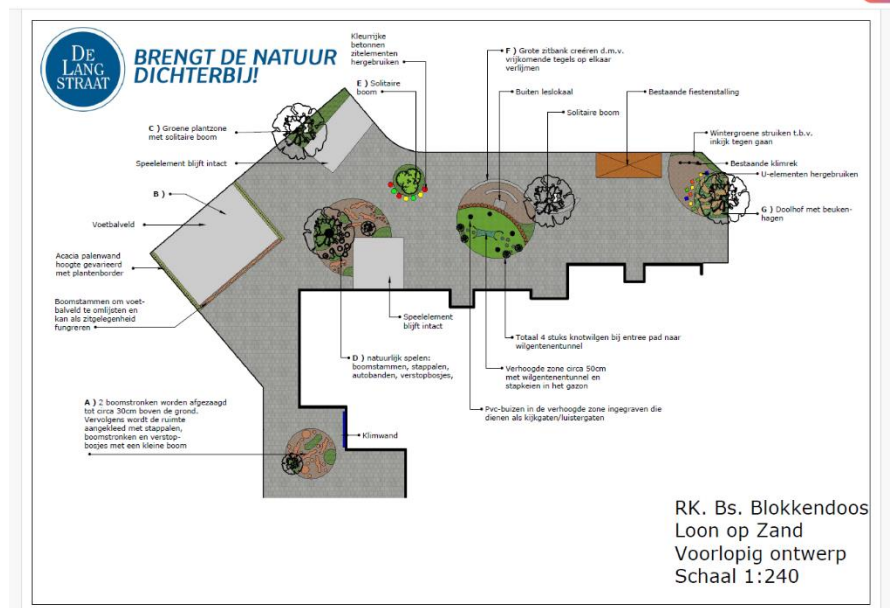 DE
LANG
STRAAT
BRENGT DE NATUUR
DICHTERBIJ!
Kleurrijke
betonnen
zitelementen
hergebruiken
E ) Solitaire
boom
F ) Grote zitbank creëren d.m.v.
vrijkomende tegels op elkaar
verlijmen
Buiten leslokaal
Solitaire boom
Bestaande fiestenstalling
C ) Groene plantzone
met solitaire boom
Speelelement blijft intact
B )
Voetbalveld
Acacia palenwand
hoogte gevarieerd
met plantenborder
Boomstammen om voet-
balveld te omlijsten en
kan als zitgelegenheid
fungreren
Wintergroene struiken t.b.v.
inkijk tegen gaan
Bestaande klimrek
U-elementen hergebruiken
G ) Doolhof met beuken-
hagen
Speelelement
blijft intact
D ) natuurlijk spelen:
boomstammen, stappalen,
autobanden, verstopbosjes,
Totaal 4 stuks knotwilgen bij entree pad naar
wilgentenentunnel
Verhoogde zone circa 50cm
met wilgentenentunnel en
stapkeien in het gazon
Pvc-buizen in de verhoogde zone ingegraven die
dienen als kijkgaten/luistergaten
A ) 2 boomstronken worden afgezaagd
tot circa 30cm boven de grond.
Vervolgens wordt de ruimte
aangekleed met stappalen,
boomstronken en verstop-
bosjes met een kleine boom
Klimwand
RK. Bs. Blokkendoos
Loon op Zand
Voorlopig ontwerp
Schaal 1:240